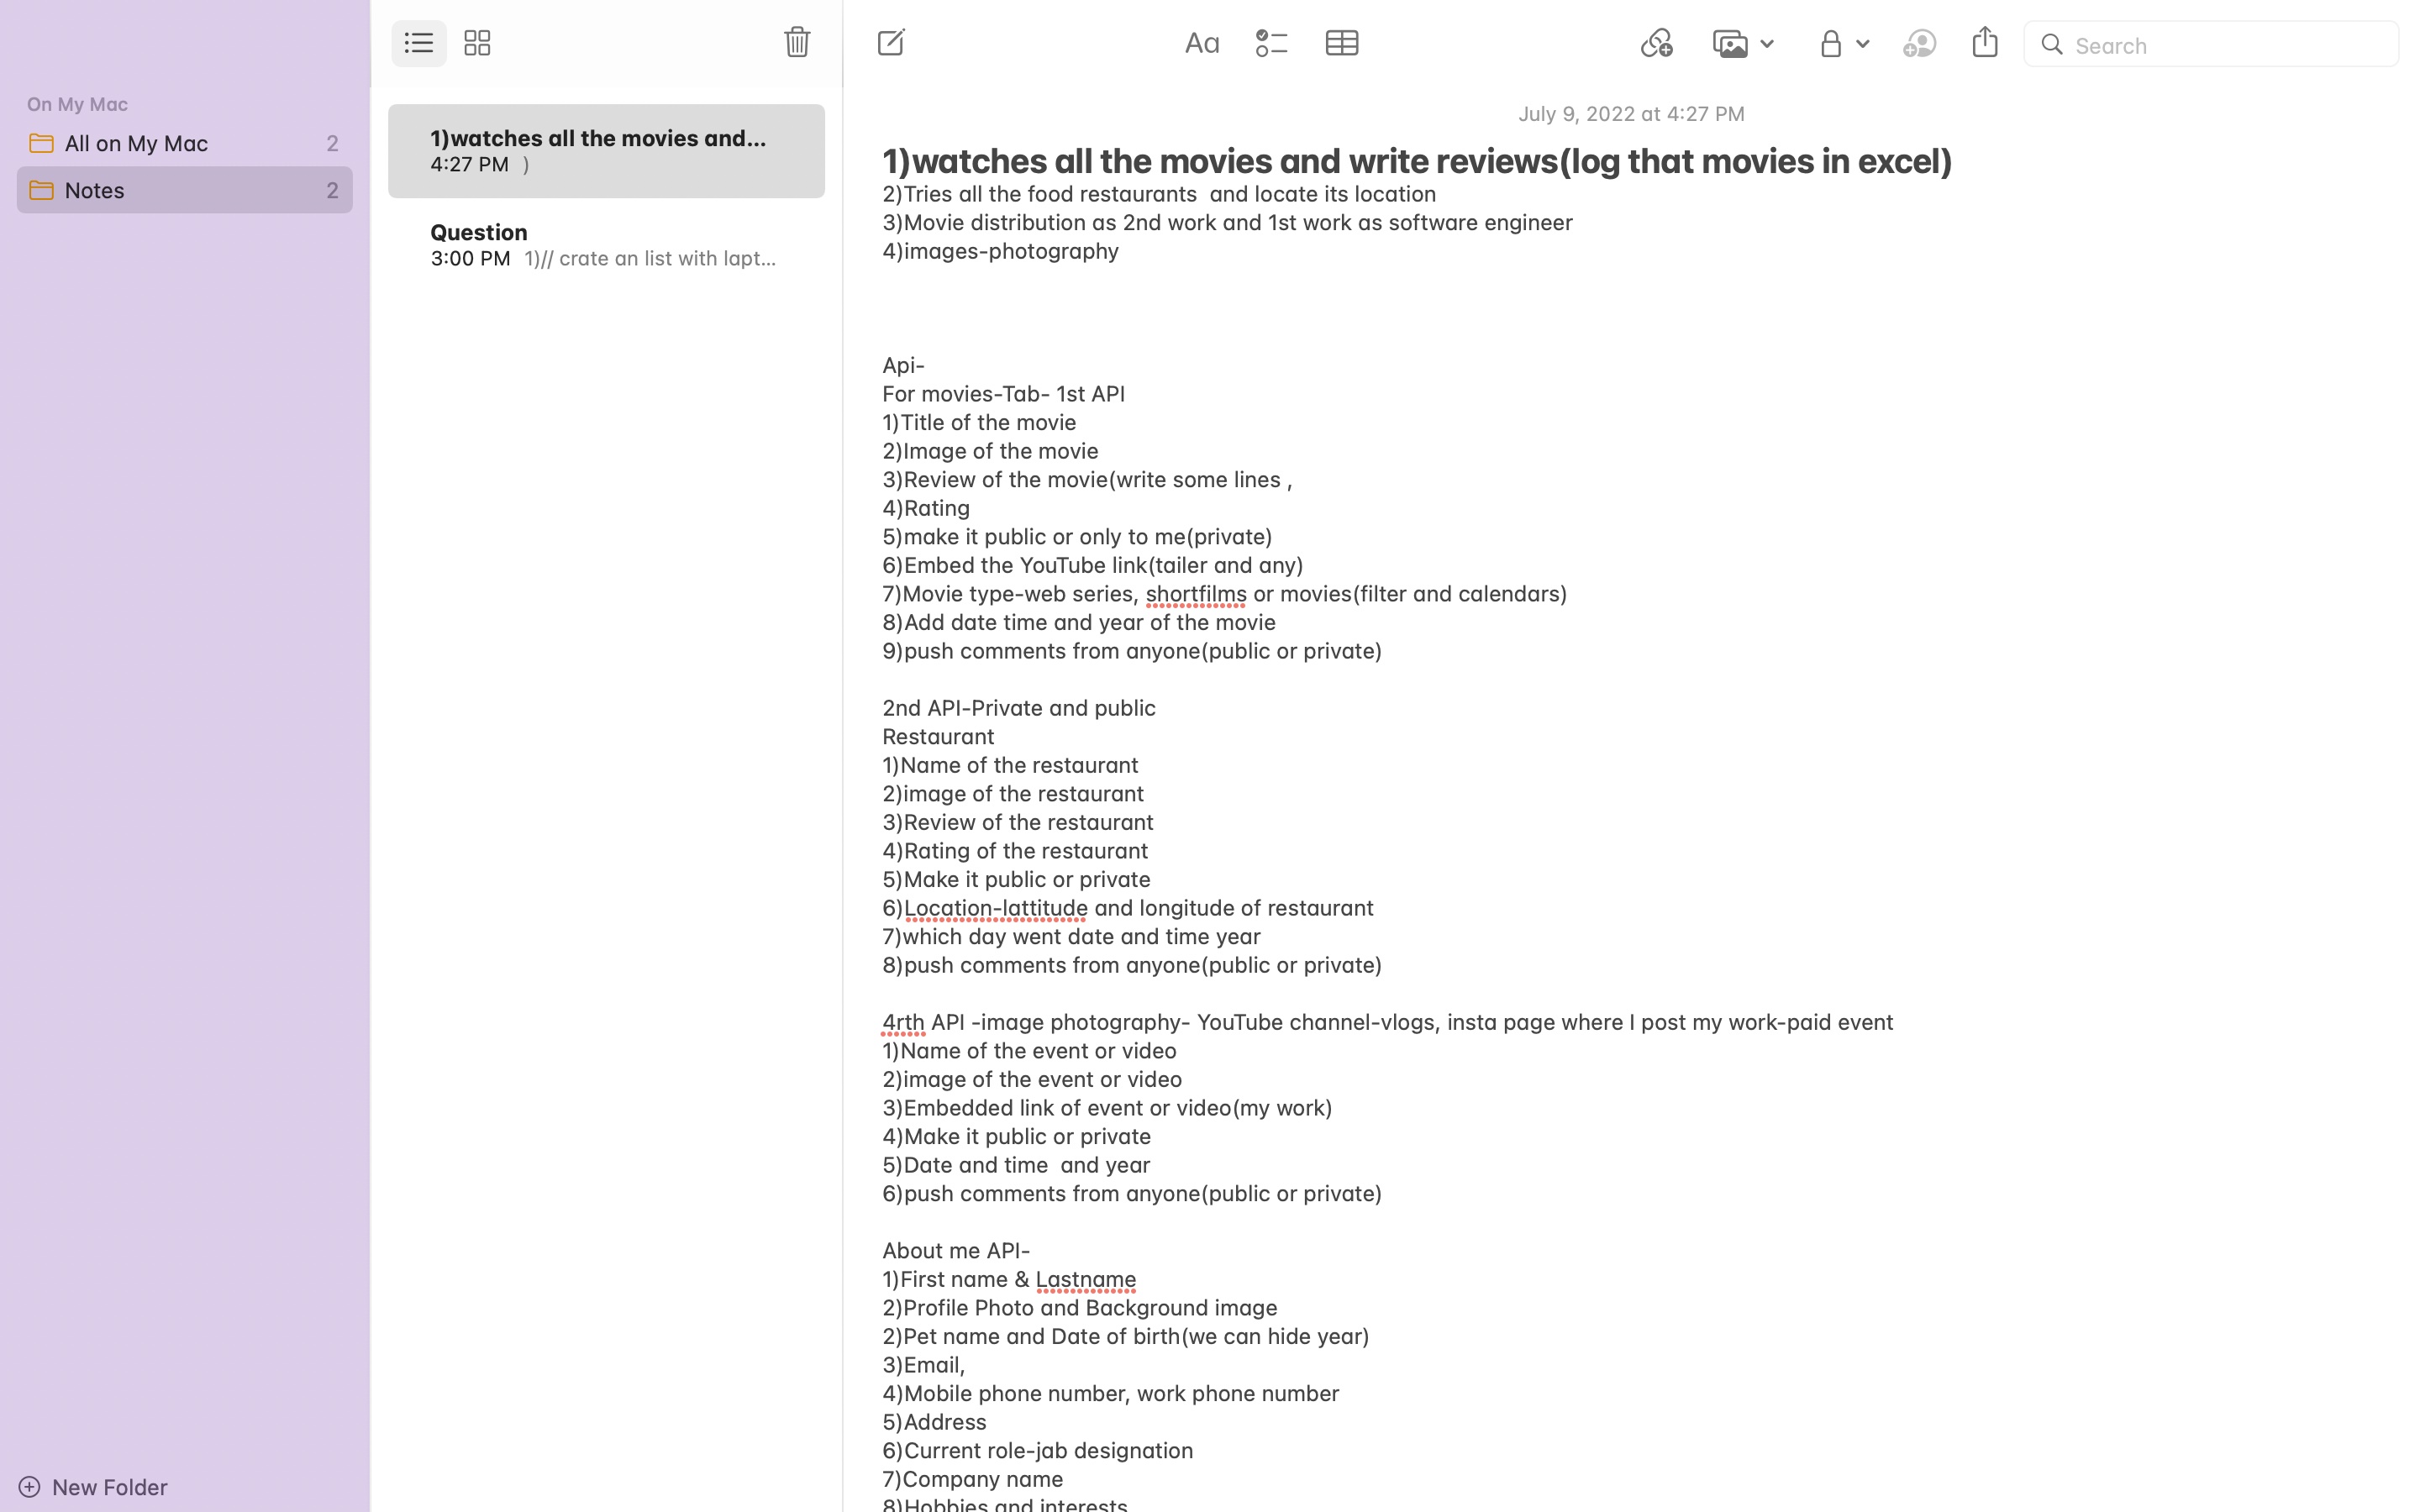 On My Mac
All on My Mac 2
Notes 2
New Folder
1)watches all the movies and...
4:27 PM )
Question
3:00 PM 1)// crate an list with lapt...
Aa
Search
July 9, 2022 at 4:27 PM
1)watches all the movies and write reviews(log that movies in excel)
2)Tries all the food restaurants  and locate its location
3)Movie distribution as 2nd work and 1st work as software engineer
4)images-photography
Api-
For movies-Tab- 1st API
1)Title of the movie
2)Image of the movie
3)Review of the movie(write some lines ,
4)Rating
5)make it public or only to me(private)
6)Embed the YouTube link(tailer and any)
7)Movie type-web series, shortfilms or movies(filter and calendars)
8)Add date time and year of the movie
9)push comments from anyone(public or private)
2nd API-Private and public
Restaurant
1)Name of the restaurant
2)image of the restaurant
3)Review of the restaurant
4)Rating of the restaurant
5)Make it public or private
6)Location-lattitude and longitude of restaurant
7)which day went date and time year
8)push comments from anyone(public or private)
4rth API -image photography- YouTube channel-vlogs, insta page where I post my work-paid event
1)Name of the event or video
2)image of the event or video
3)Embedded link of event or video(my work)
4)Make it public or private
5)Date and time  and year
6)push comments from anyone(public or private)
About me API-
1)First name & Lastname
2)Profile Photo and Background image
2)Pet name and Date of birth(we can hide year)
3)Email,
4)Mobile phone number, work phone number
5)Address
6)Current role-jab designation
7)Company name
8)Hobbies and interests